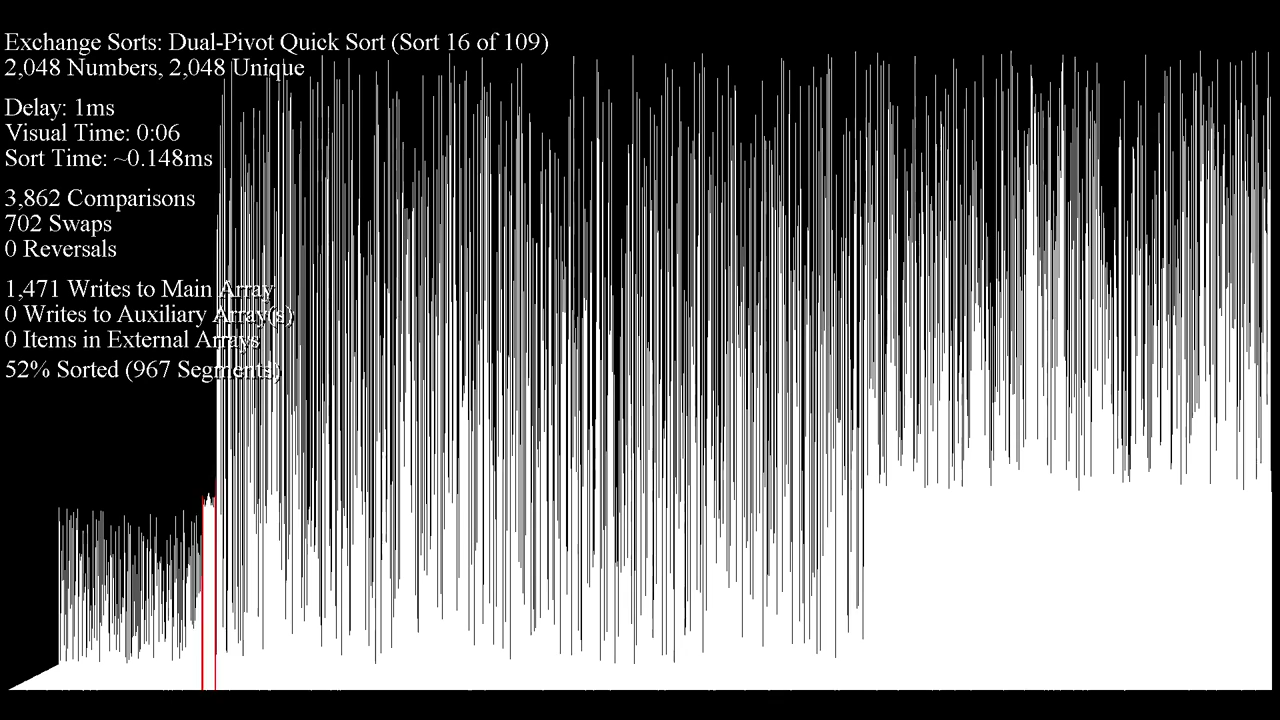 Exchange Sorts: Dual-Pivot Quick Sort (Sort 16 of 109)
2,048 Numbers, 2,048 Unique
Delay: 1ms
Visual Time: 0:06
Sort Time: ~0.148ms
3,862 Comparisons
702 Swaps
0 Reversals
1,471 Writes to Main Array
0 Writes to Auxiliary Array(s)
0 Items in External Arrays
52% Sorted (967 Segments)